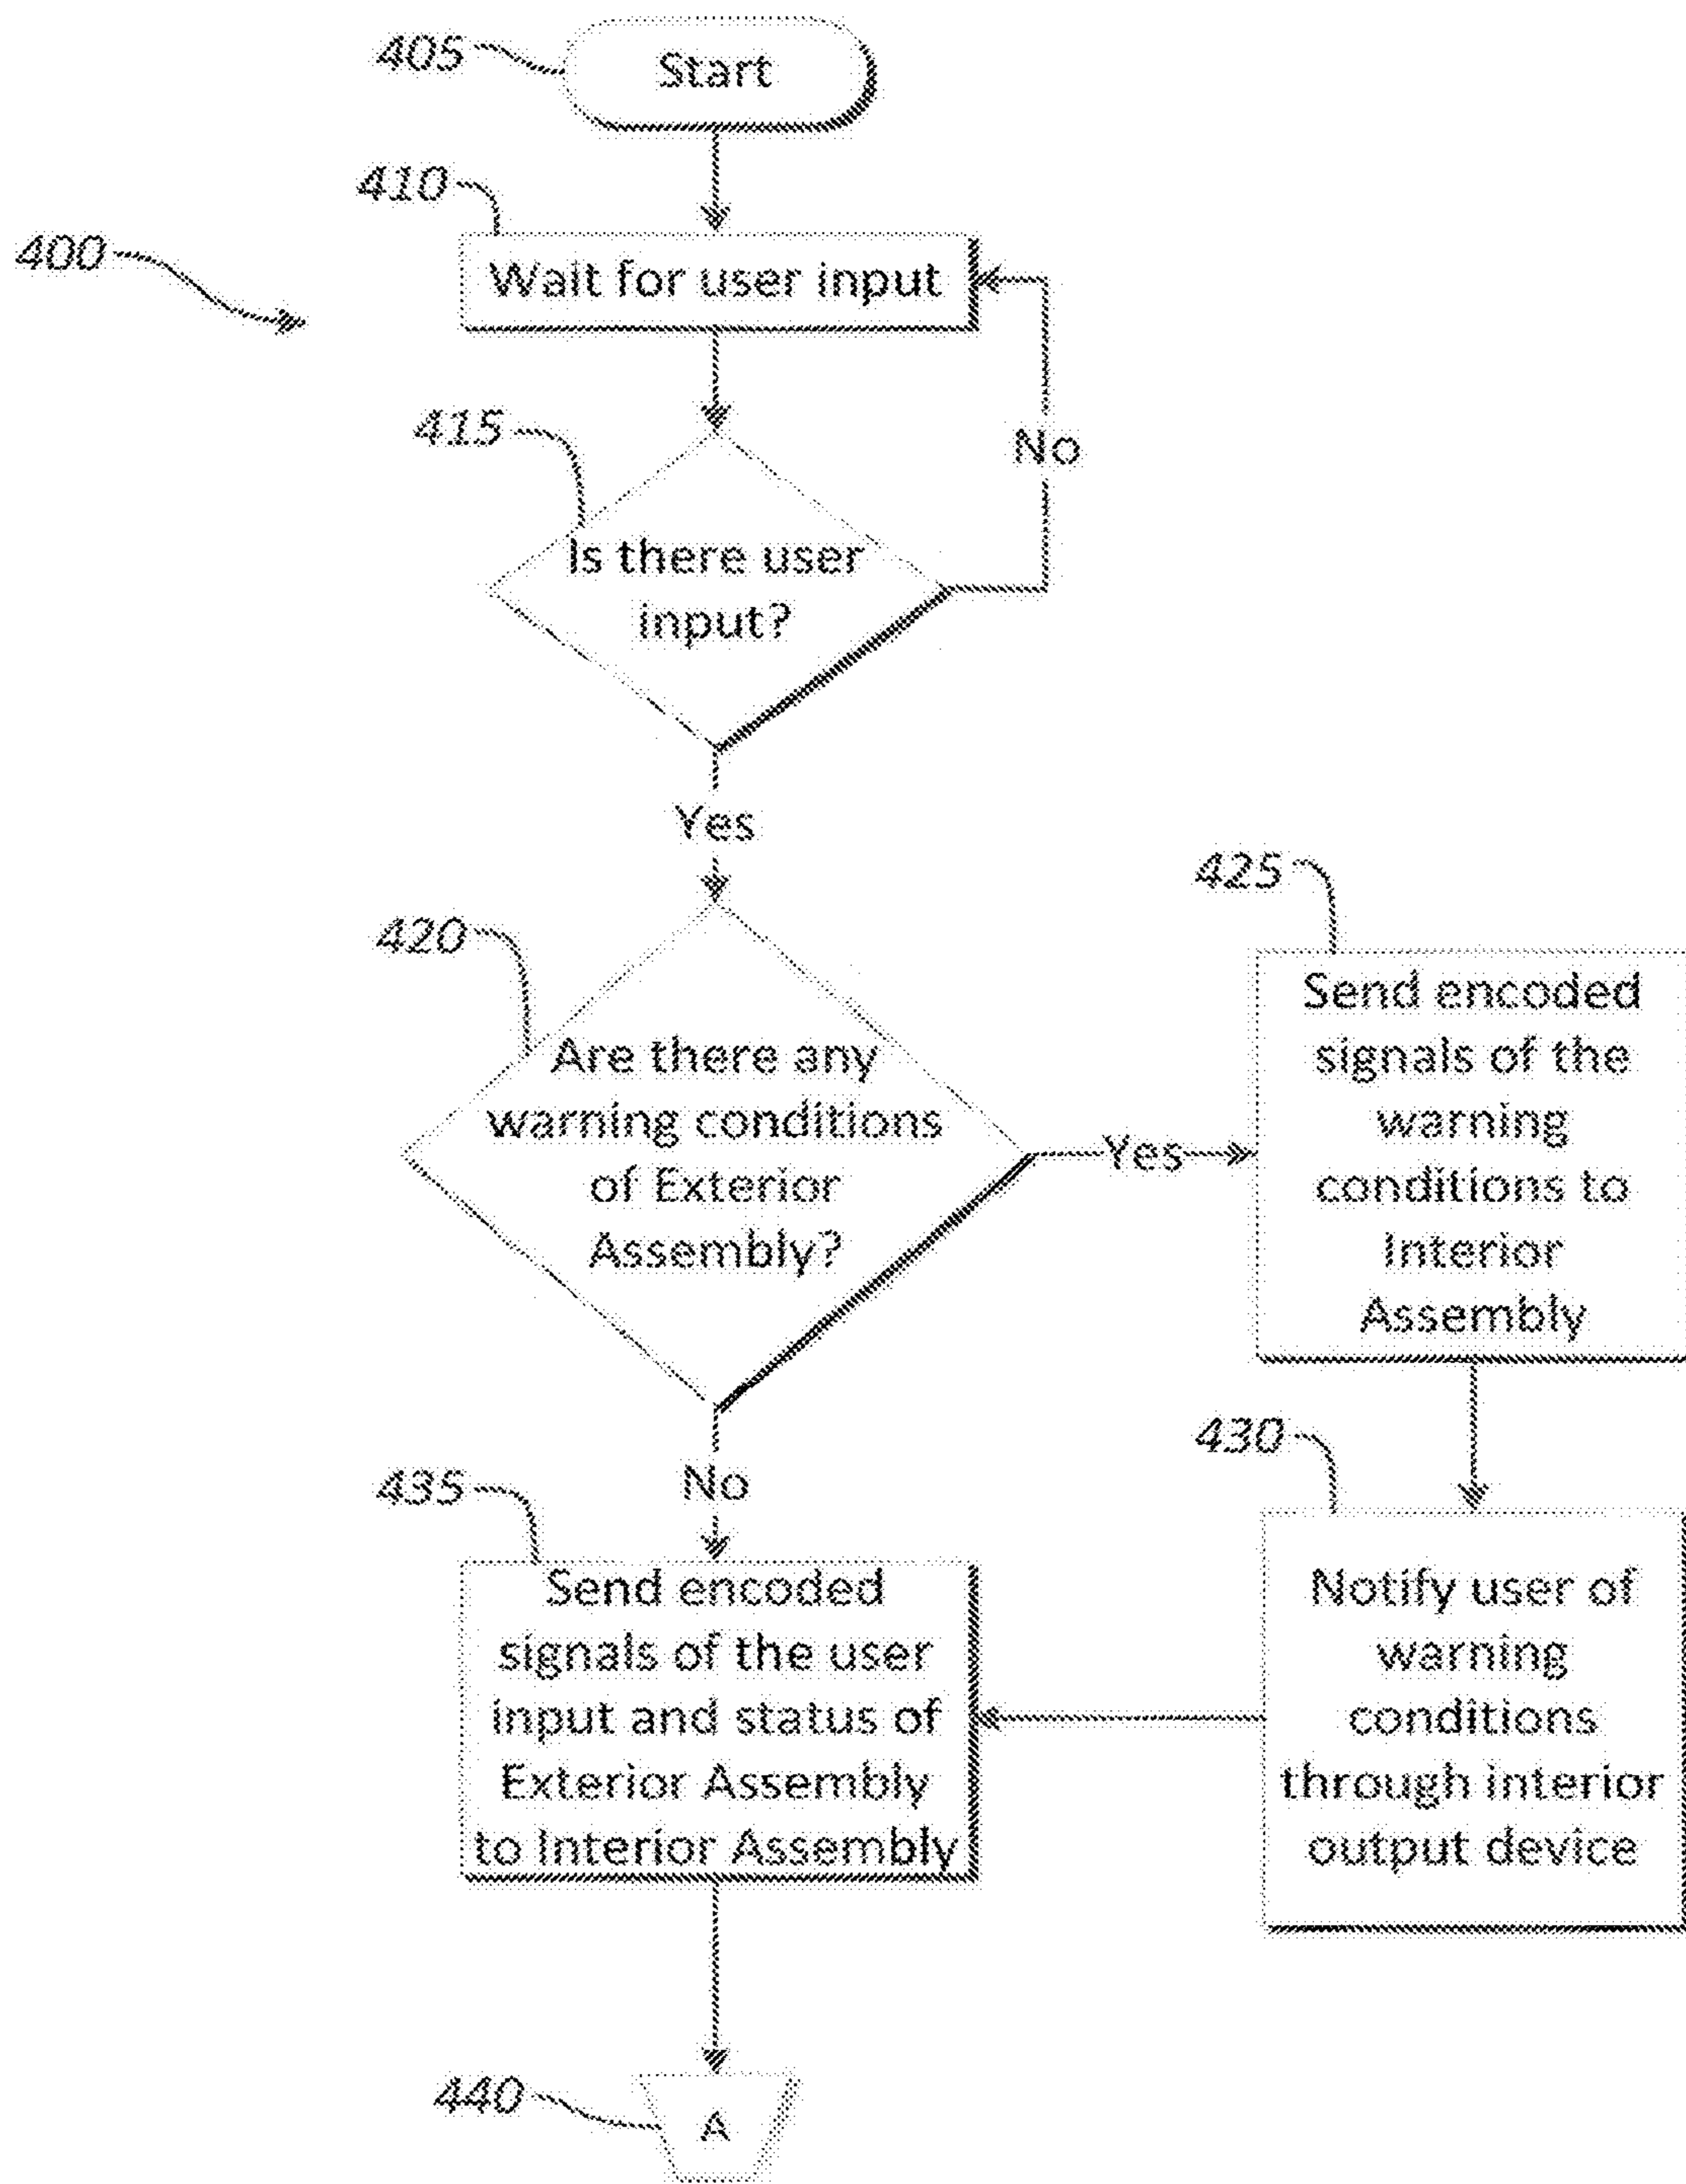 405
Start
410
400
Wait for user input
415
No
Is there user
input?
Yes
420
Are there any
warning conditions
of Exterior
Assembly?
Yes
425
Send encoded
signals of the
warning
conditions to
Interior
Assembly
No
430
Notify user of
warning
conditions
through interior
output device
435
Send encoded
signals of the user
input and status of
Exterior Assembly
to Interior Assembly
440
A